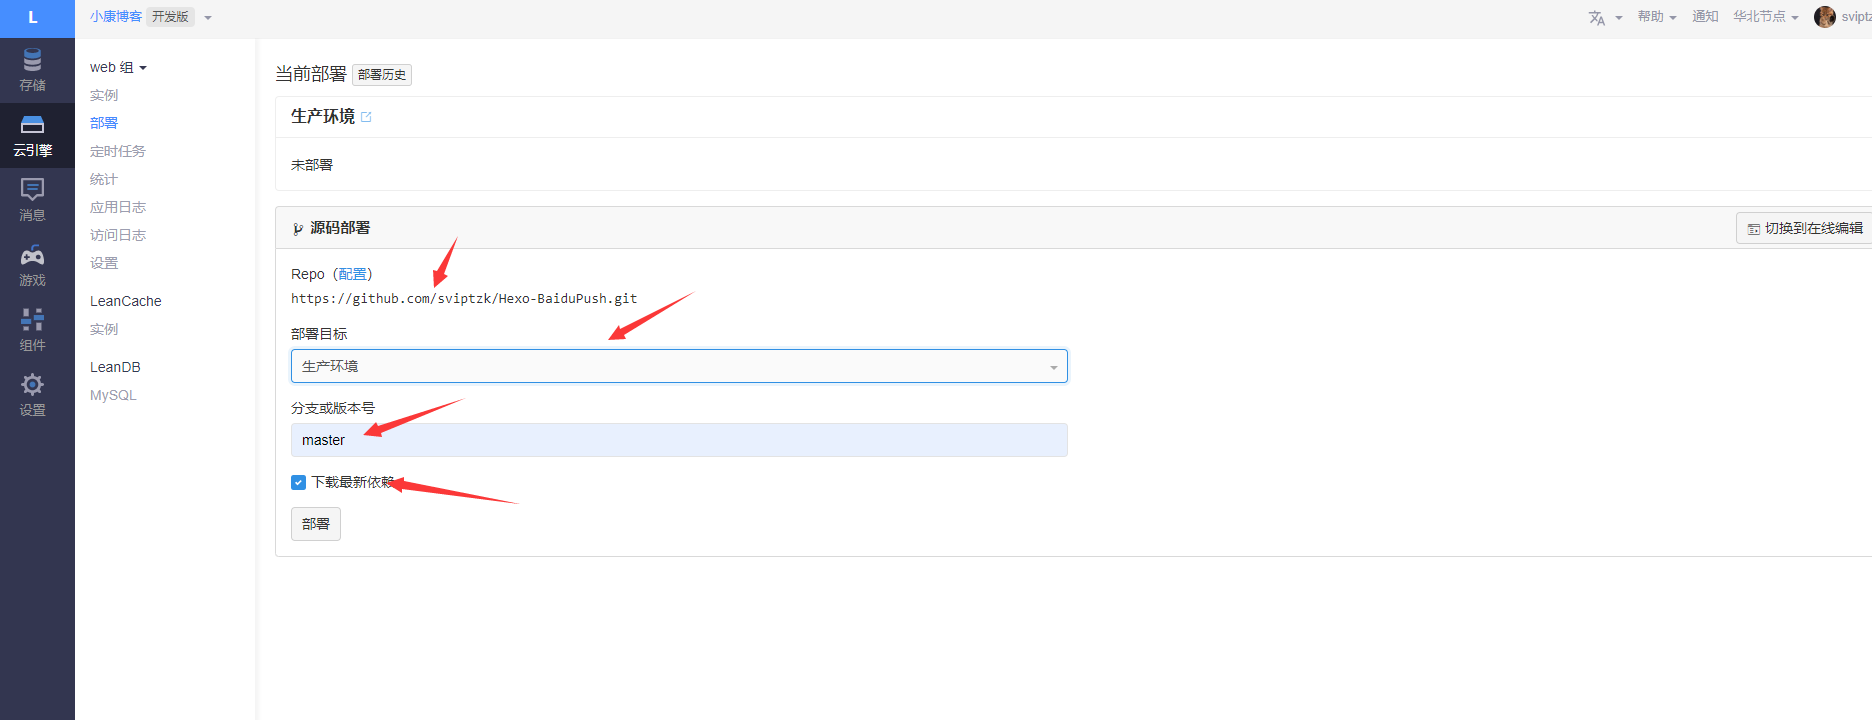 L
小康博客 开发版
帮助 通知 华北节点 sviptz
存储
云引擎
消息
游戏
组件
设置
web 组
实例
部署
定时任务
统计
应用日志
访问日志
设置
LeanCache
实例
LeanDB
MySQL
当前部署 部署历史
生产环境
未部署
源码部署 切换到在线编辑
Repo（配置）
https://github.com/sviptzk/Hexo-BaiduPush.git
部署目标
生产环境
分支或版本号
master
下载最新依赖
部署